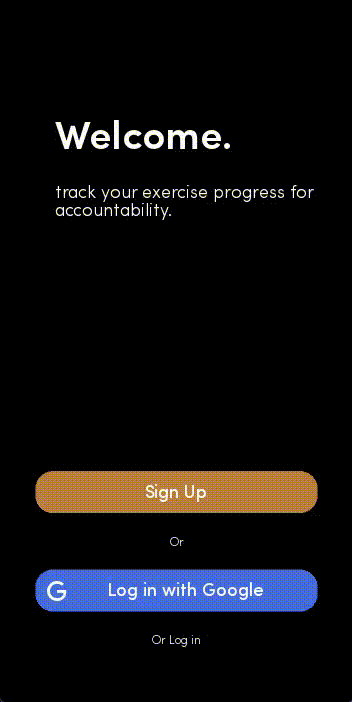 Welcome.
track your exercise progress for
accountability.
Sign Up
Or
G Log in with Google
Or Log in